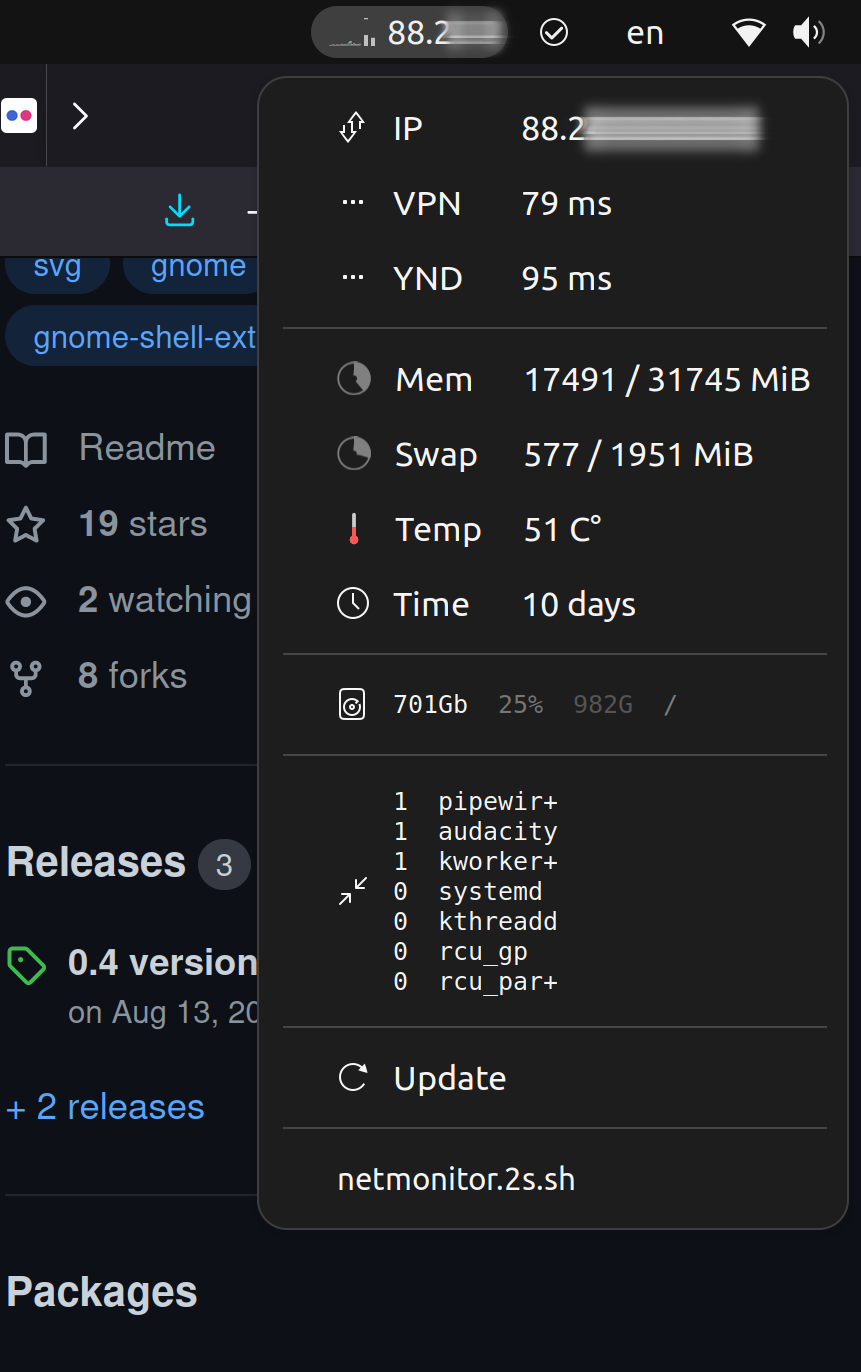 88.2
en
IP 88.2
VPN 79 ms
YND 95 ms
svg gnome
gnome-shell-ext
Mem 17491 / 31745 MiB
Readme
Swap 577 / 1951 MiB
19 stars
Temp 51 C°
2 watching
Time 10 days
8 forks
701Gb 25% 982G /
1 pipewir+
1 audacity
1 kworker+
0 systemd
0 kthreadd
0 rcu_gp
0 rcu_par+
Releases 3
0.4 version
on Aug 13, 20
Update
+ 2 releases
netmonitor.2s.sh
Packages